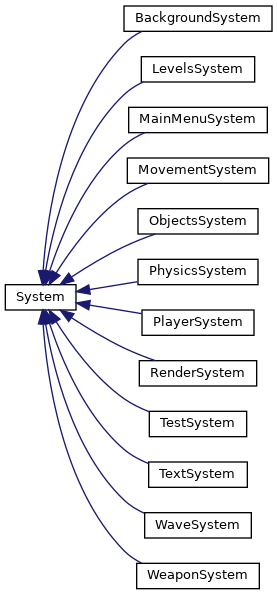 BackgroundSystem
LevelsSystem
MainMenuSystem
MovementSystem
ObjectsSystem
PhysicsSystem
System
PlayerSystem
RenderSystem
TestSystem
TextSystem
WaveSystem
WeaponSystem